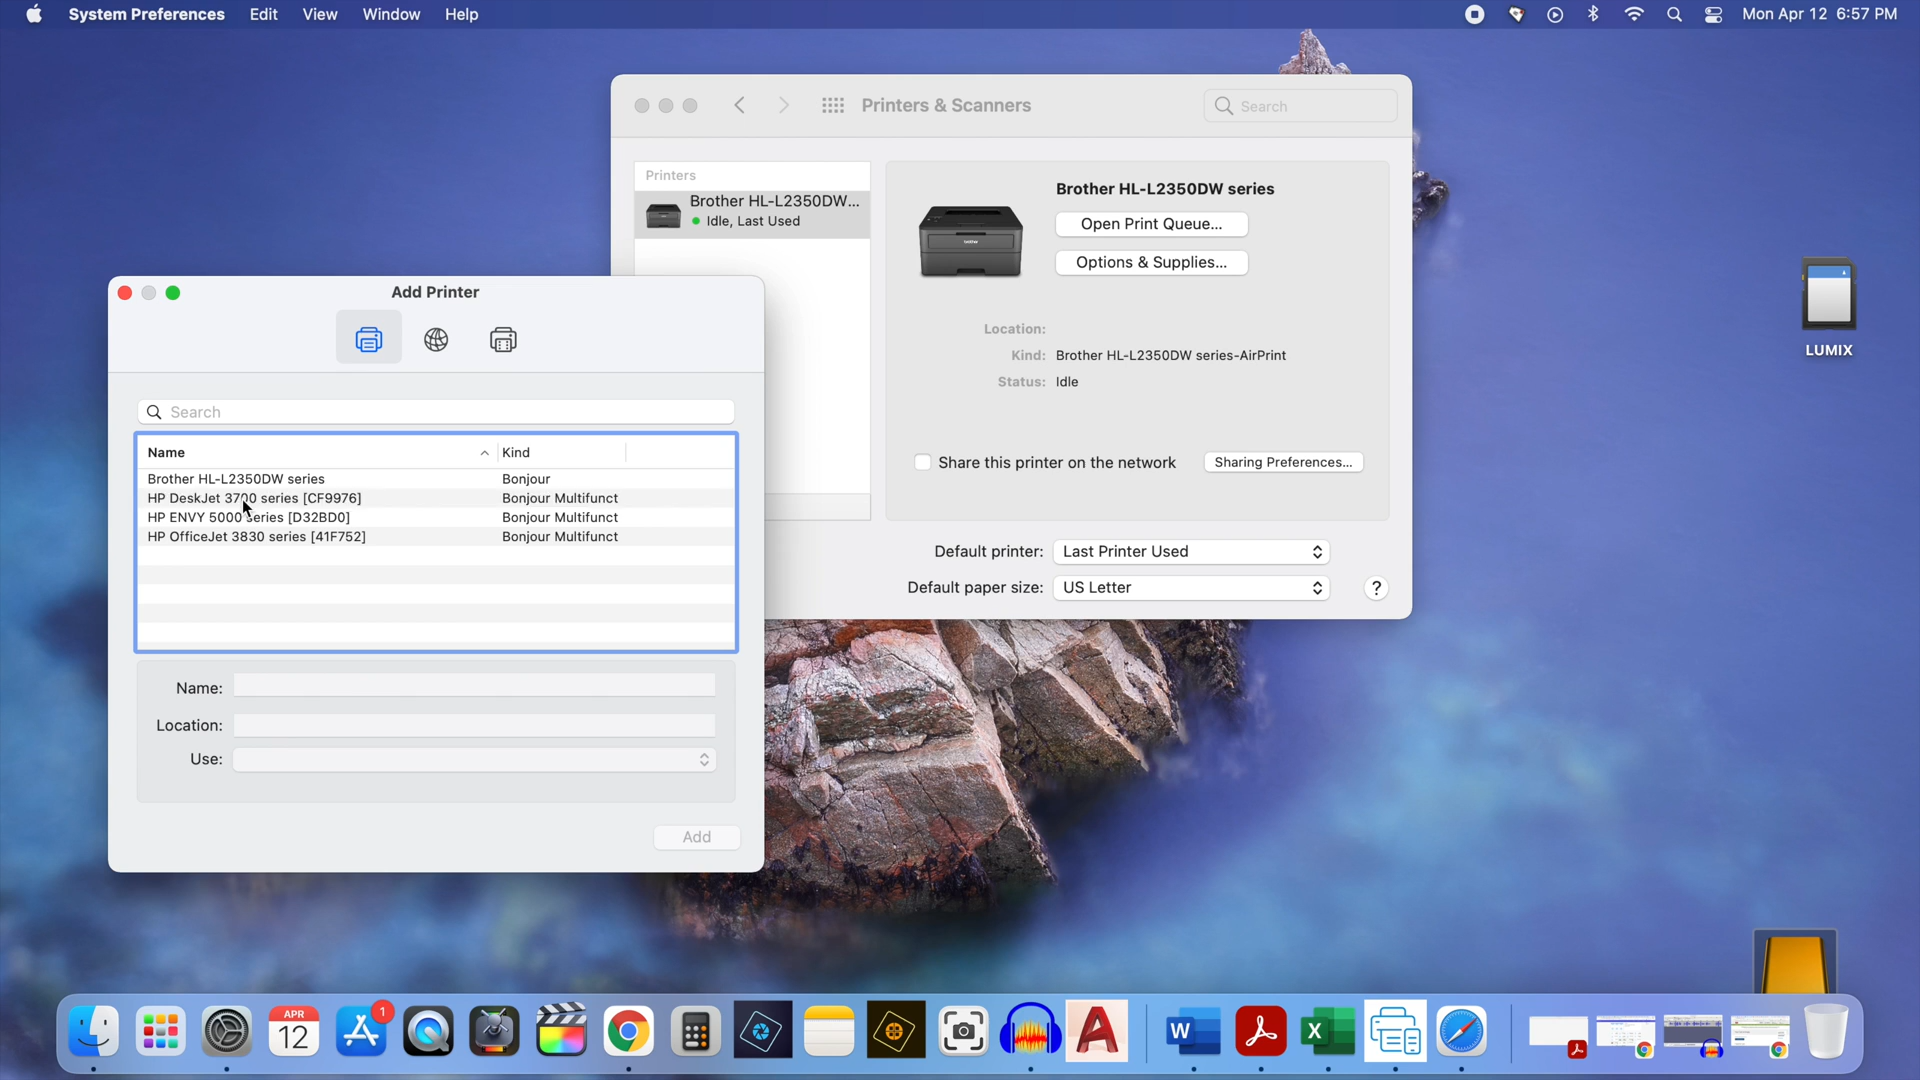 System Preferences Edit View Window Help Mon Apr 12 6:57 PM
Printers & Scanners
Search
Printers
Brother HL-L2350DW...
Idle, Last Used
Brother HL-L2350DW series
Open Print Queue...
Options & Supplies...
Location:
Kind: Brother HL-L2350DW series-AirPrint
Status: Idle
Share this printer on the network Sharing Preferences...
Default printer: Last Printer Used
Default paper size: US Letter ?
Add Printer
Search
Name Kind
Brother HL-L2350DW series Bonjour
HP DeskJet 3700 series [CF9976] Bonjour Multifunct
HP ENVY 5000 series [D32BD0] Bonjour Multifunct
HP OfficeJet 3830 series [41F752] Bonjour Multifunct
Name:
Location:
Use:
Add
LUMIX
APR
12
1
W
X